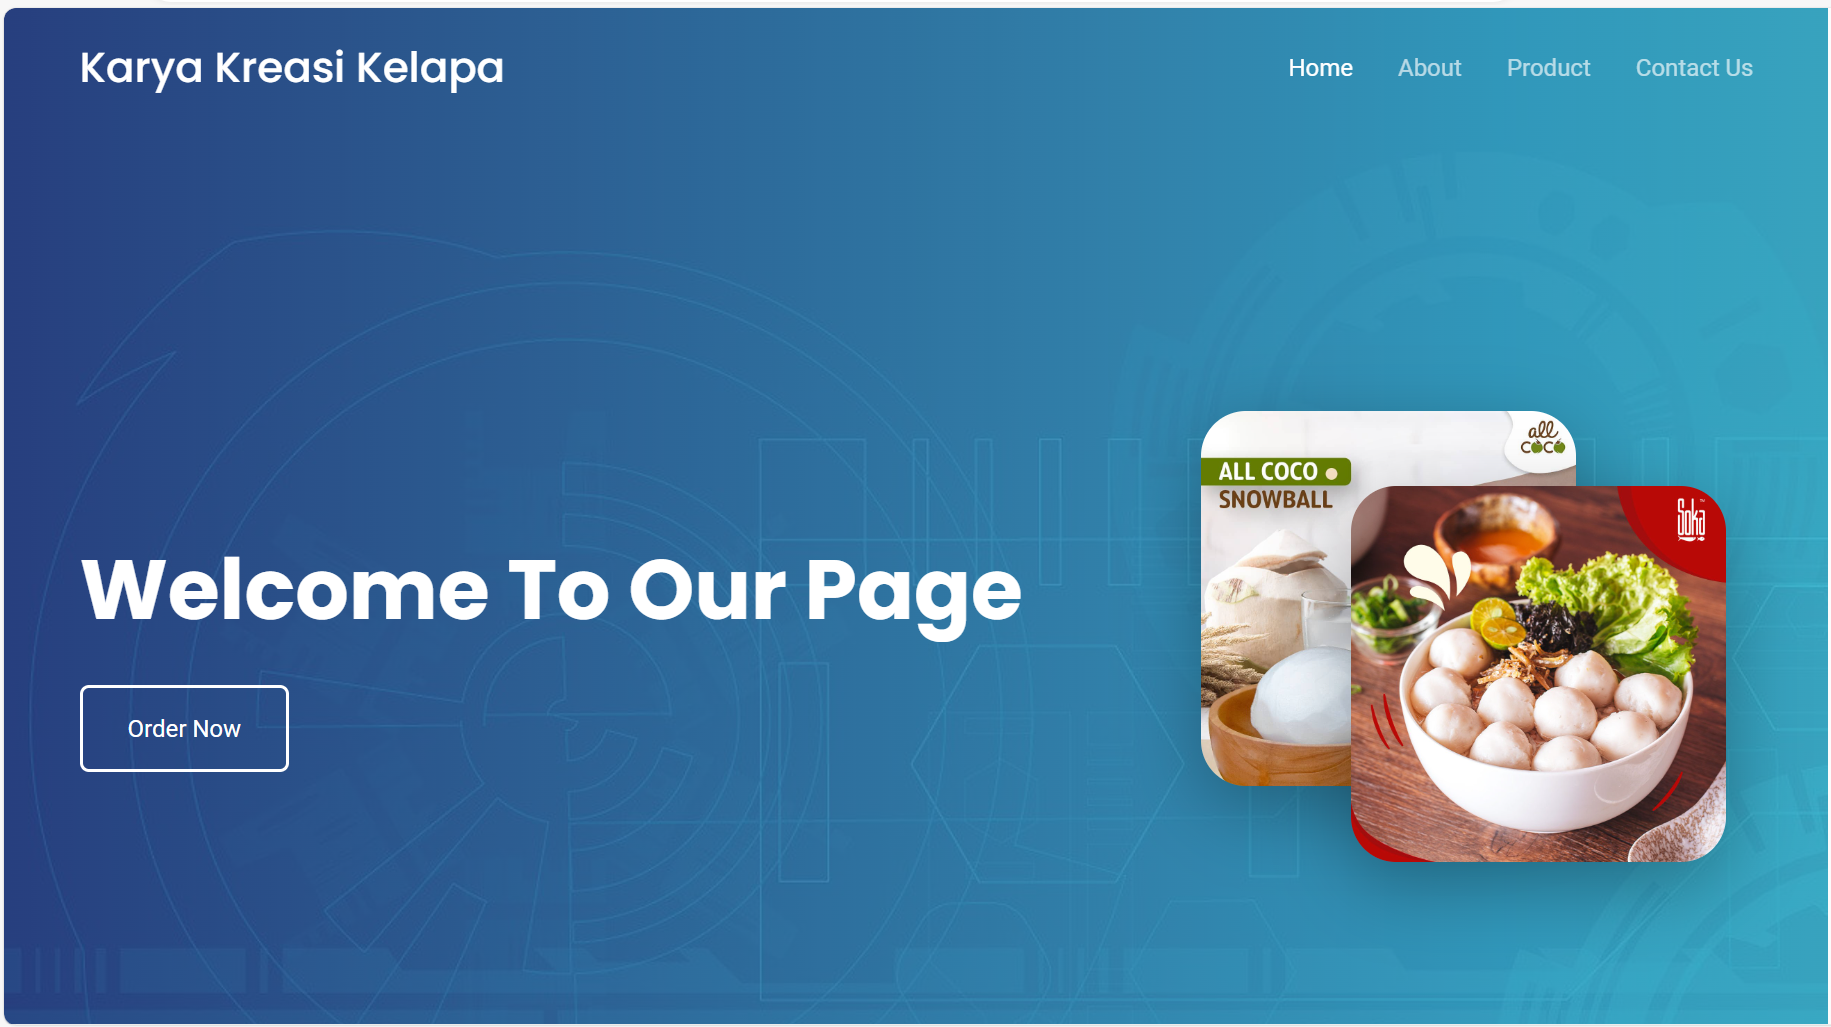 Karya Kreasi Kelapa
Home About Product Contact Us
Welcome To Our Page
Order Now
all
coco
ALL COCO
SNOWBALL
Soka
TM